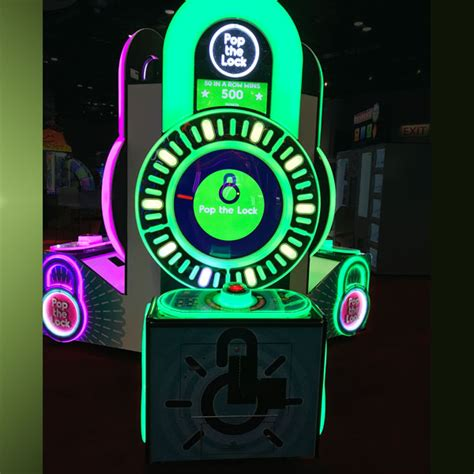 Pop
the
Lock
50 IN A ROW WINS
500
Pop the Lock
EXIT
Pop
the
Lock
Pop
the
Lock